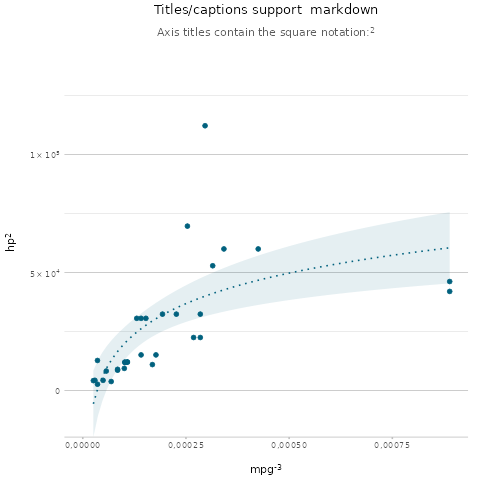 Titles/captions support markdown
Axis titles contain the square notation:²
hp²
1 × 10⁵
5 × 10⁴
0
0,00000
0,00025
0,00050
0,00075
mpg⁻³